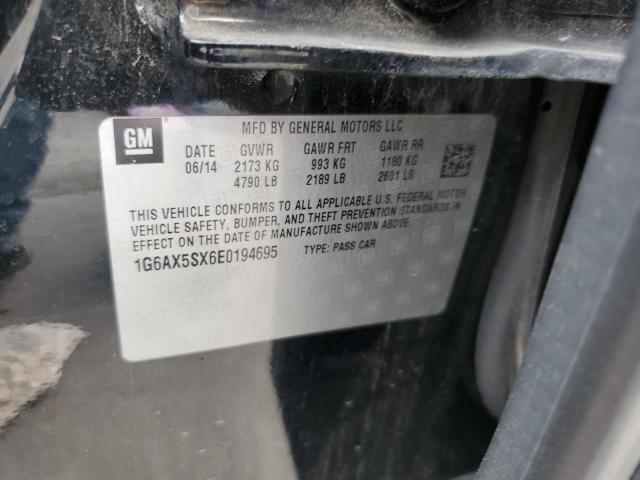 GM
MFD BY GENERAL MOTORS LLC
DATE GVWR GAWR FRT GAWR RR
06/14 2173 KG 993 KG 1180 KG
4790 LB 2189 LB 2601 LB
THIS VEHICLE CONFORMS TO ALL APPLICABLE U.S. FEDERAL MOTOR
VEHICLE SAFETY, BUMPER, AND THEFT PREVENTION STANDARDS IN
EFFECT ON THE DATE OF MANUFACTURE SHOWN ABOVE.
1G6AX5SX6E0194695 TYPE: PASS CAR